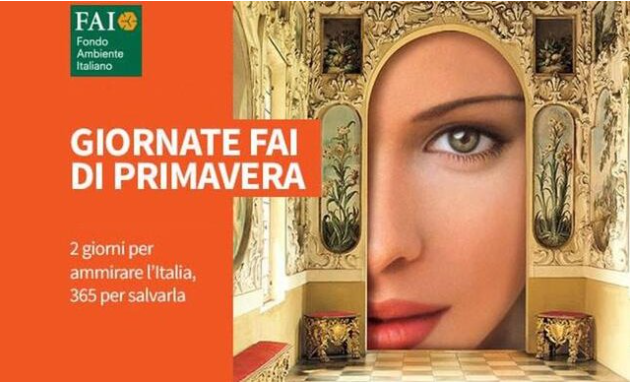 FAI
Fondo
Ambiente
Italiano
GIORNATE FAI
DI PRIMAVERA
2 giorni per
ammirare l’Italia,
365 per salvarla